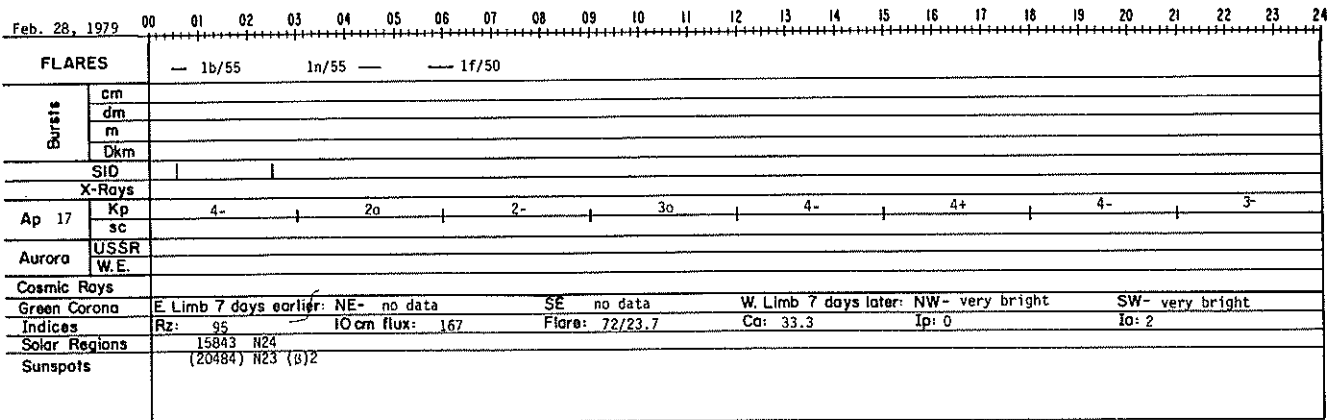 Feb. 28, 1979 00 01 02 03 04 05 06 07 08 09 10 11 12 13 14 15 16 17 18 19 20 21 22 23 24
FLARES — 1b/55 1n/55 — — 1f/50
Bursts
cm
dm
m
Dkm
SID
X-Rays
Ap 17 Kp 4- 2o 2- 3o 4- 4+ 4- 3-
sc
Aurora
USSR
W.E.
Cosmic Rays
Green Corona E. Limb 7 days earlier: NE- no data SE no data W. Limb 7 days later: NW- very bright SW- very bright
Indices Rz: 95 10 cm flux: 167 Flare: 72/23.7 Ca: 33.3 Ip: 0 Ia: 2
Solar Regions 15843 N24
Sunspots (20484) N23 (β)2